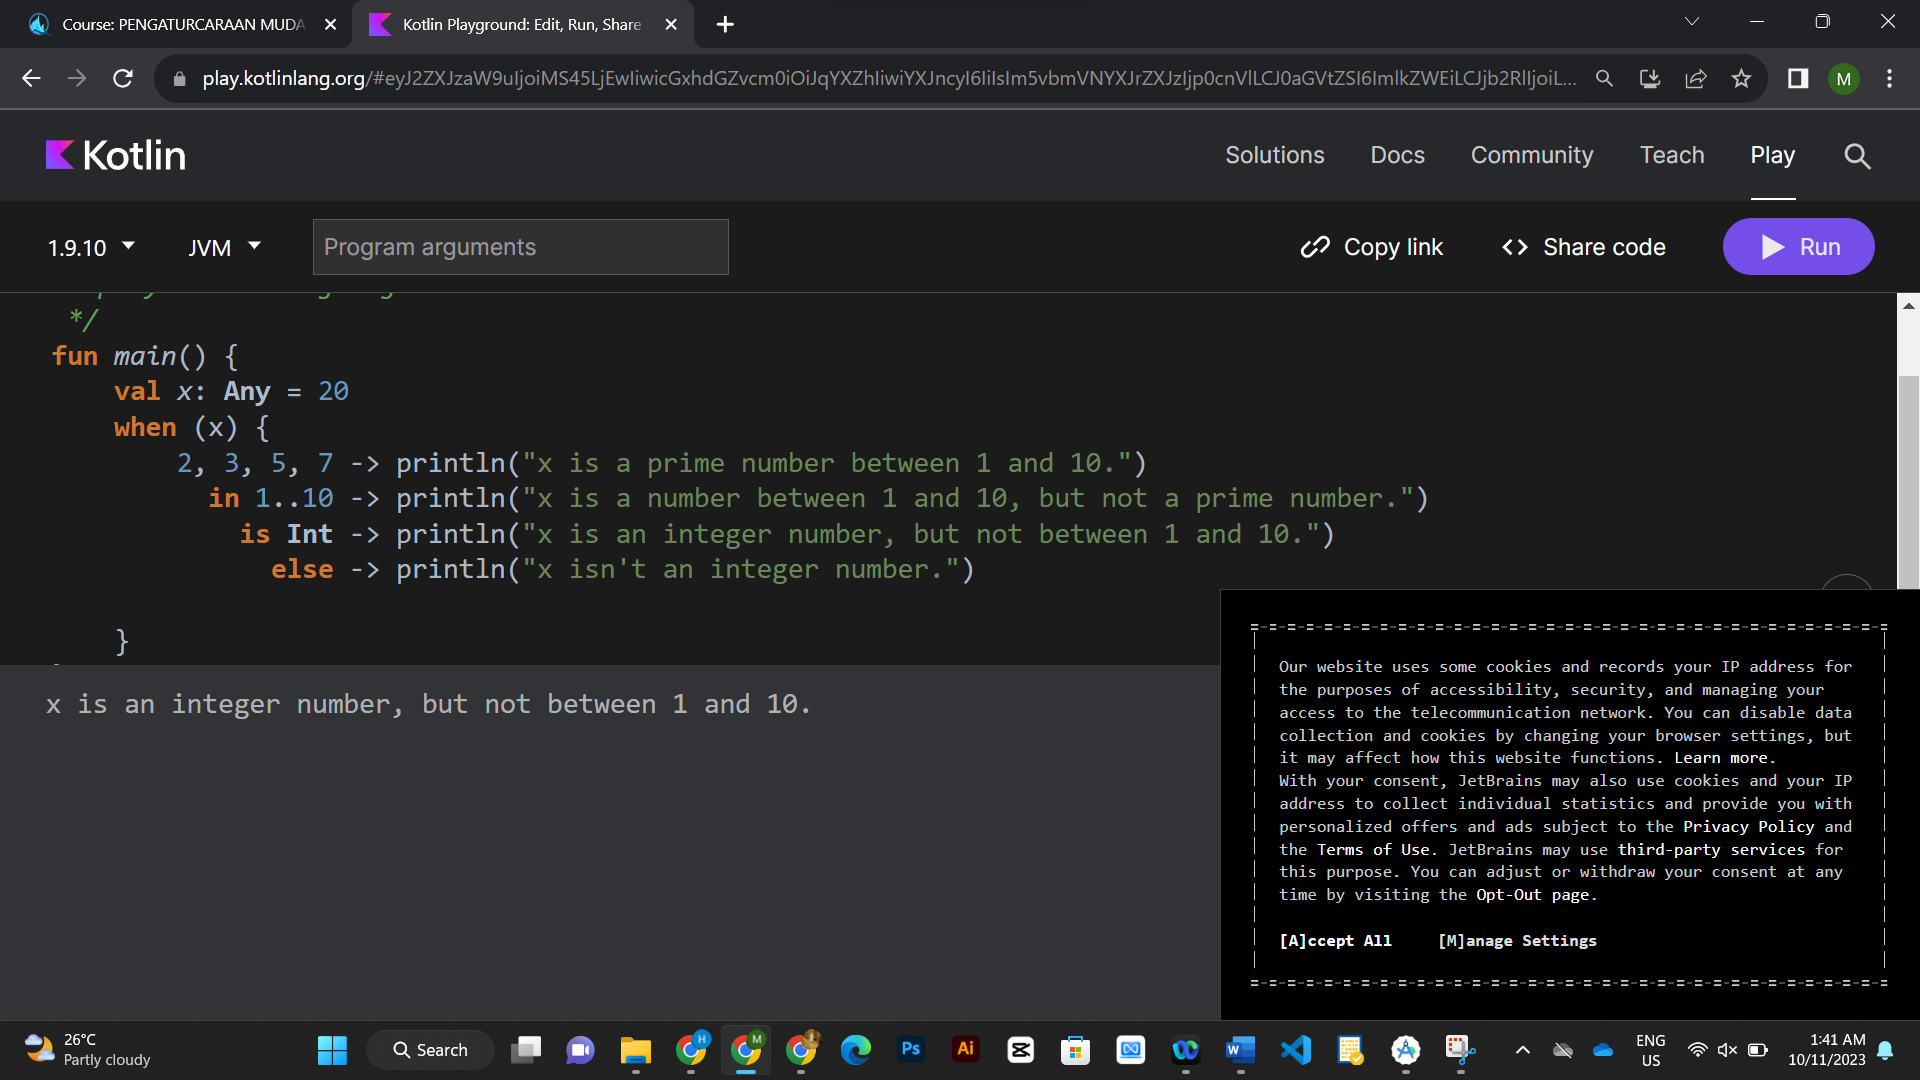 Course: PENGATURCARAAN MUDA
Kotlin Playground: Edit, Run, Share
play.kotlinlang.org/#eyJ2ZXJzaW9uIjoiMS45LjEwIiwicGxhdGZvcm0iOiJqYXZhIiwiYXJncyI6IiIsIm5vbmVNYXJrZXJzIjp0cnVlLCJ0aGVtZSI6ImlkZWEiLCJjb2RlIjoiL...
M
Kotlin
Solutions Docs Community Teach Play
1.9.10 JVM Program arguments Copy link <> Share code Run
*/
fun main() {
val x: Any = 20
when (x) {
2, 3, 5, 7 -> println("x is a prime number between 1 and 10.")
in 1..10 -> println("x is a number between 1 and 10, but not a prime number.")
is Int -> println("x is an integer number, but not between 1 and 10.")
else -> println("x isn't an integer number.")
}
x is an integer number, but not between 1 and 10.
Our website uses some cookies and records your IP address for
the purposes of accessibility, security, and managing your
access to the telecommunication network. You can disable data
collection and cookies by changing your browser settings, but
it may affect how this website functions. Learn more.
With your consent, JetBrains may also use cookies and your IP
address to collect individual statistics and provide you with
personalized offers and ads subject to the Privacy Policy and
the Terms of Use. JetBrains may use third-party services for
this purpose. You can adjust or withdraw your consent at any
time by visiting the Opt-Out page.
[A]ccept All [M]anage Settings
26°C
Partly cloudy
Search
H
M
Ps
Ai
W
ENG
US
1:41 AM
10/11/2023